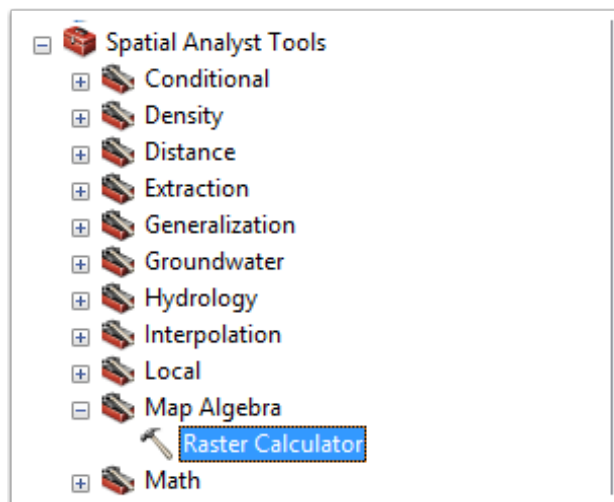 Spatial Analyst Tools
Conditional
Density
Distance
Extraction
Generalization
Groundwater
Hydrology
Interpolation
Local
Map Algebra
Raster Calculator
Math